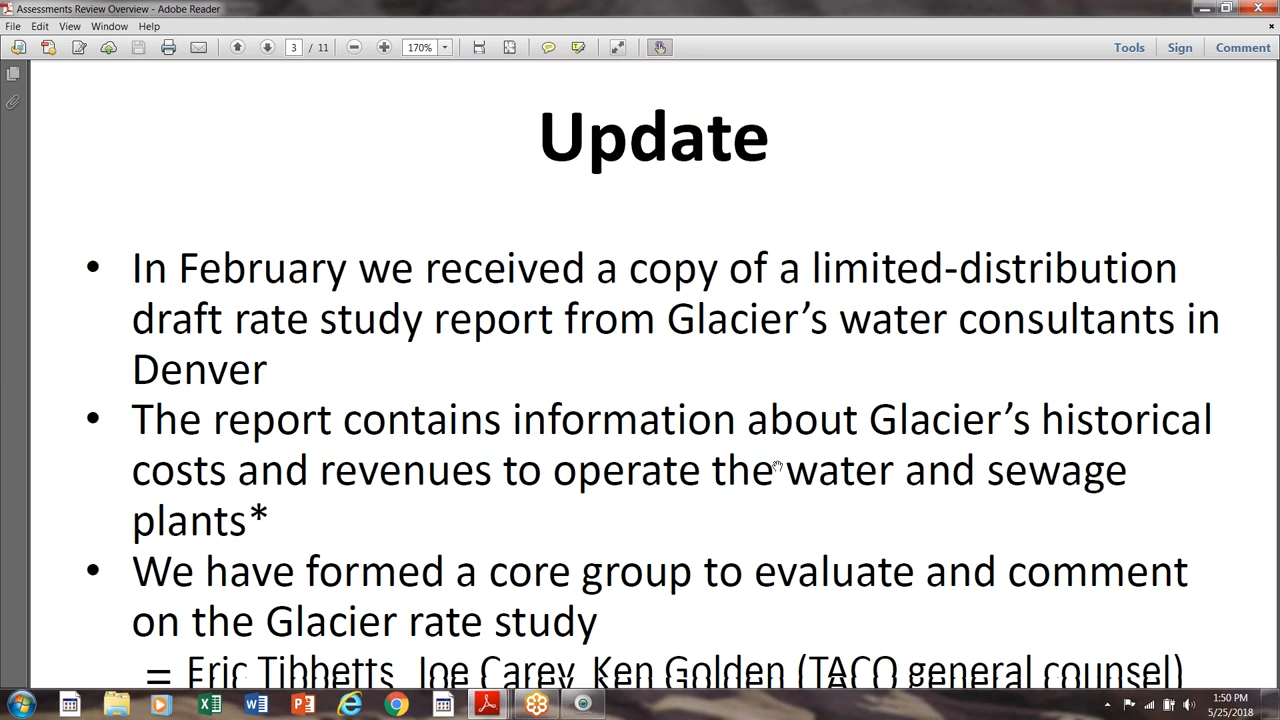 Assessments Review Overview - Adobe Reader
File Edit View Window Help
3 / 11 170% Tools Sign Comment
Update
• In February we received a copy of a limited-distribution
draft rate study report from Glacier’s water consultants in
Denver
• The report contains information about Glacier’s historical
costs and revenues to operate the water and sewage
plants*
• We have formed a core group to evaluate and comment
on the Glacier rate study
Eric Tibbetts, Joe Carey, Ken Golden (TACO general counsel)
1:50 PM
5/25/2018